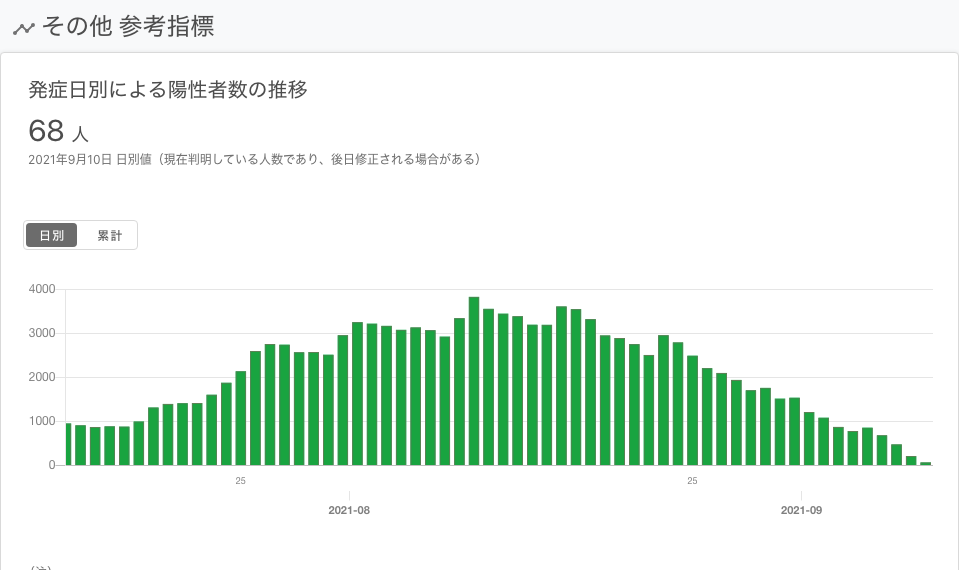 その他 参考指標
発症日別による陽性者数の推移
68 人
2021年9月10日 日別値（現在判明している人数であり、後日修正される場合がある）
日別 累計
4000
3000
2000
1000
0
25 25
2021-08 2021-09